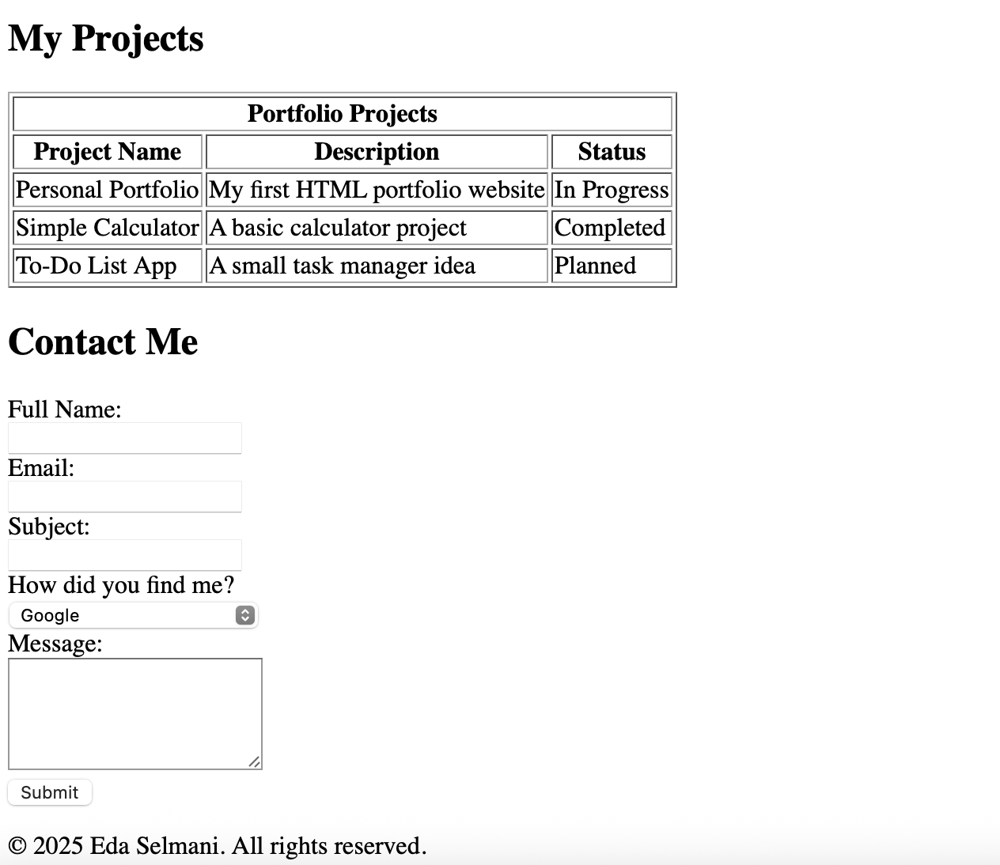 My Projects
Portfolio Projects
Project Name Description Status
Personal Portfolio My first HTML portfolio website In Progress
Simple Calculator A basic calculator project Completed
To-Do List App A small task manager idea Planned
Contact Me
Full Name:
Email:
Subject:
How did you find me?
Google
Message:
Submit
© 2025 Eda Selmani. All rights reserved.